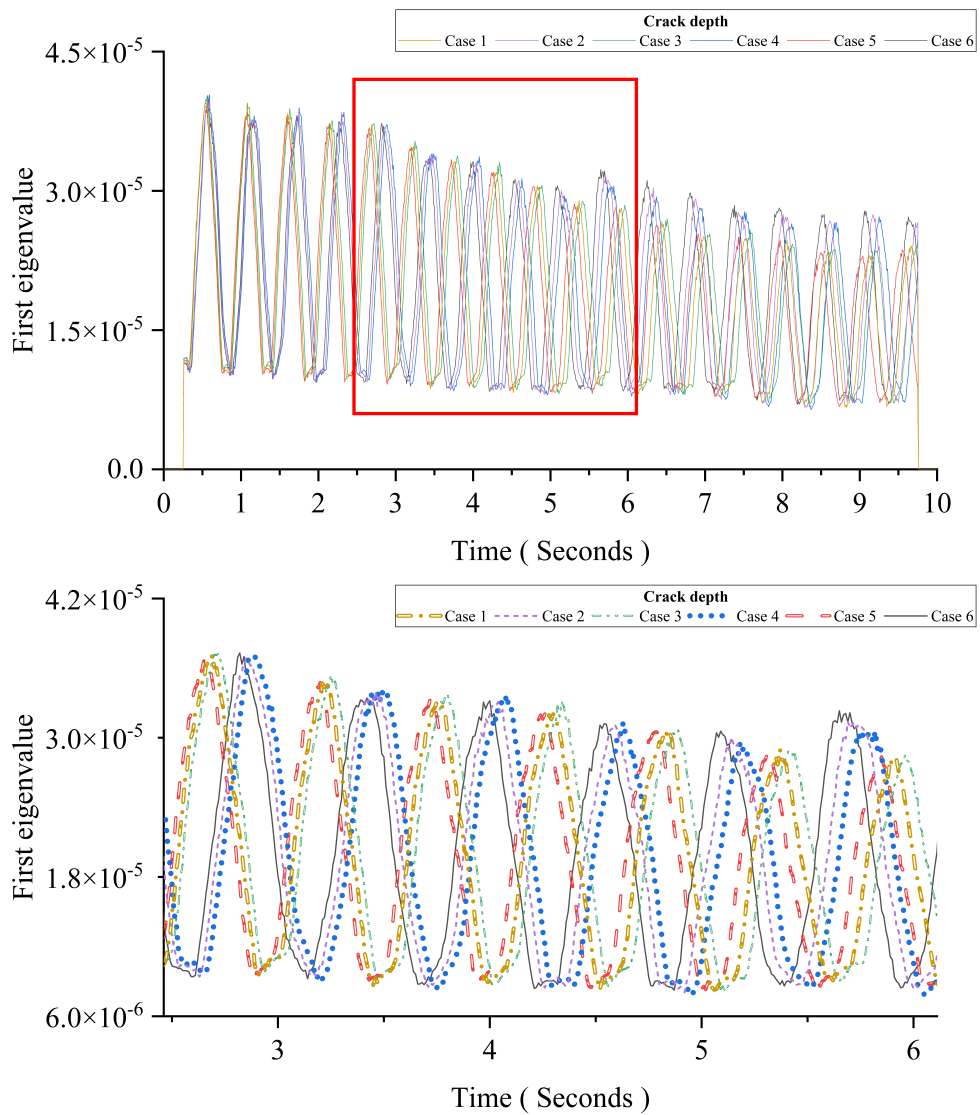 Crack depth
Case 1 Case 2 Case 3 Case 4 Case 5 Case 6
4.5×10⁻⁵
3.0×10⁻⁵
1.5×10⁻⁵
0.0
First eigenvalue
0 1 2 3 4 5 6 7 8 9 10
Time ( Seconds )
Crack depth
Case 1 Case 2 Case 3 Case 4 Case 5 Case 6
4.2×10⁻⁵
3.0×10⁻⁵
1.8×10⁻⁵
6.0×10⁻⁶
First eigenvalue
3 4 5 6
Time ( Seconds )